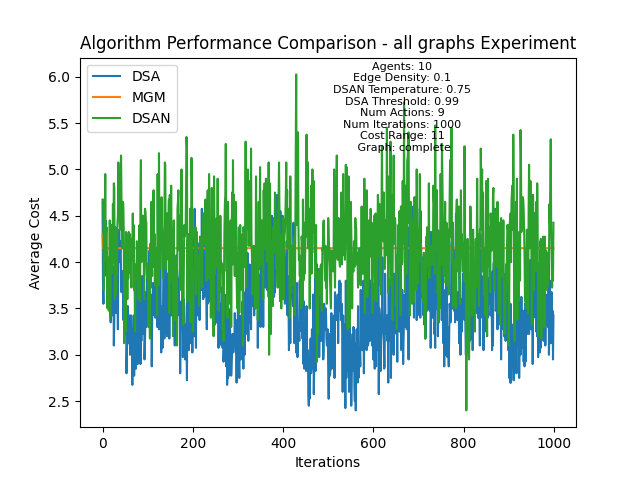 Algorithm Performance Comparison - all graphs Experiment
DSA
MGM
DSAN
Agents: 10
Edge Density: 0.1
DSAN Temperature: 0.75
DSA Threshold: 0.99
Num Actions: 9
Num Iterations: 1000
Cost Range: 11
Graph: complete
Average Cost
6.0
5.5
5.0
4.5
4.0
3.5
3.0
2.5
0
200
400
600
800
1000
Iterations